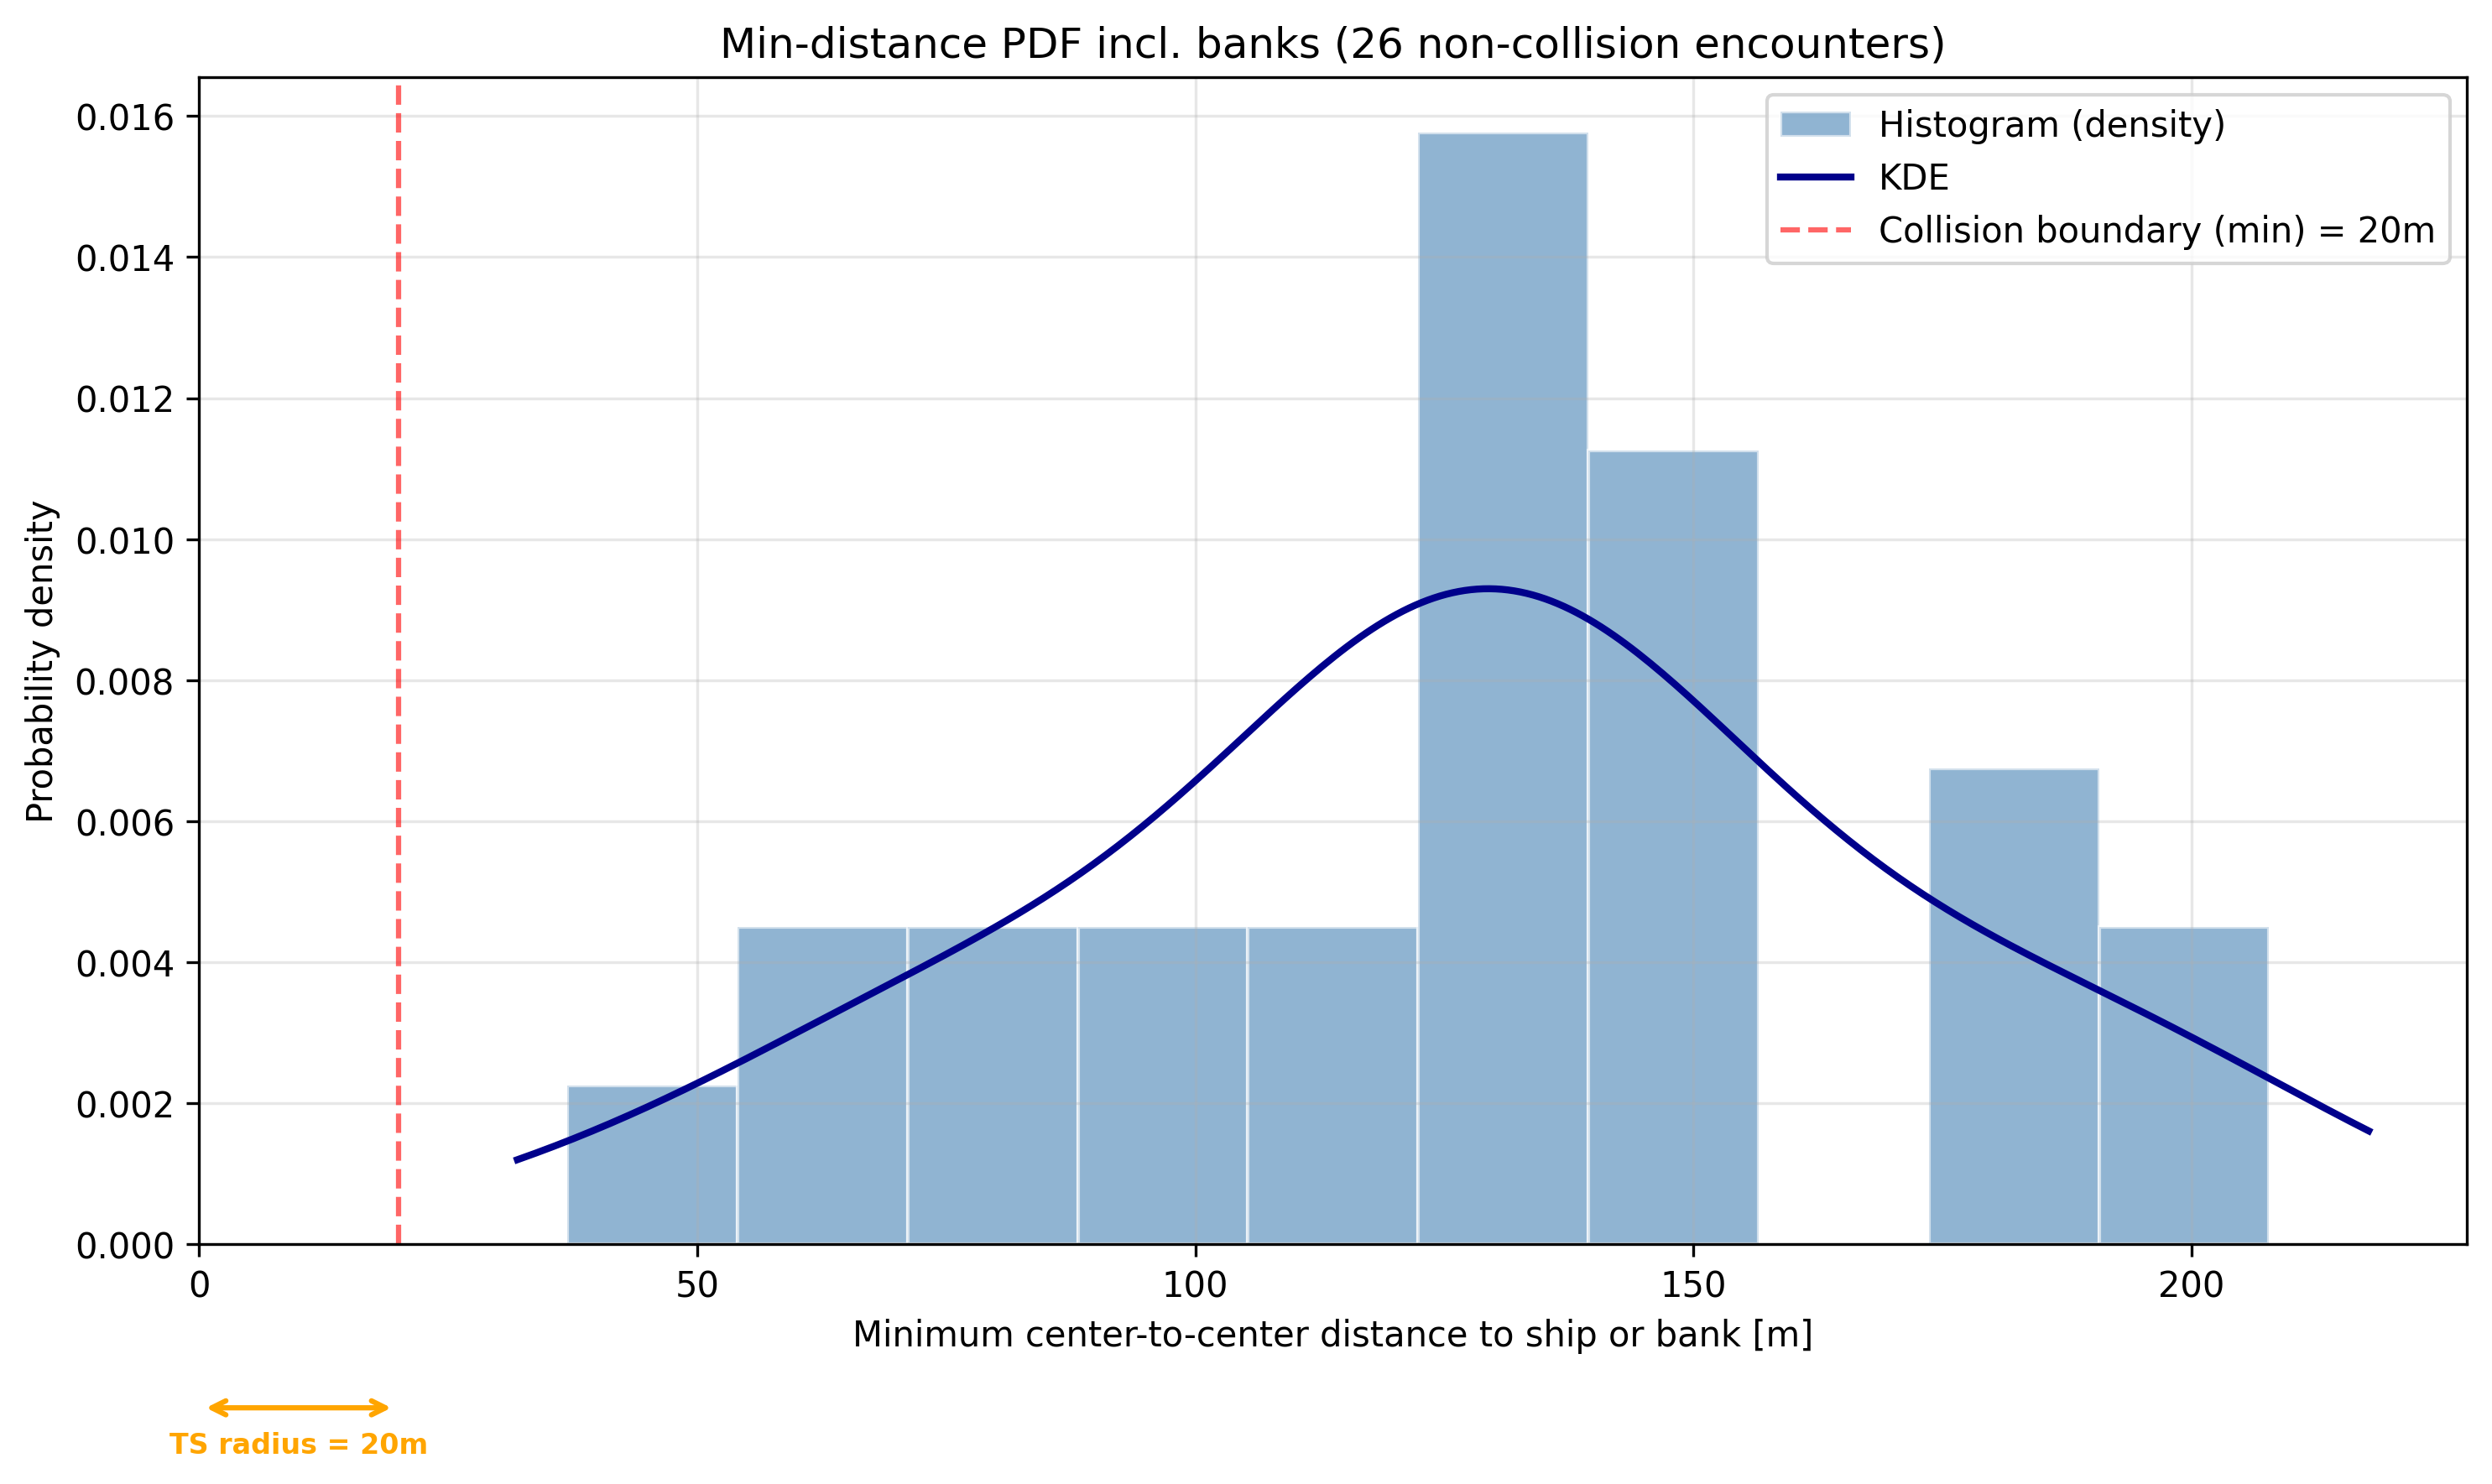 Min-distance PDF incl. banks (26 non-collision encounters)
Histogram (density)
KDE
Collision boundary (min) = 20m
Probability density
0.016
0.014
0.012
0.010
0.008
0.006
0.004
0.002
0.000
0
50
100
150
200
Minimum center-to-center distance to ship or bank [m]
TS radius = 20m